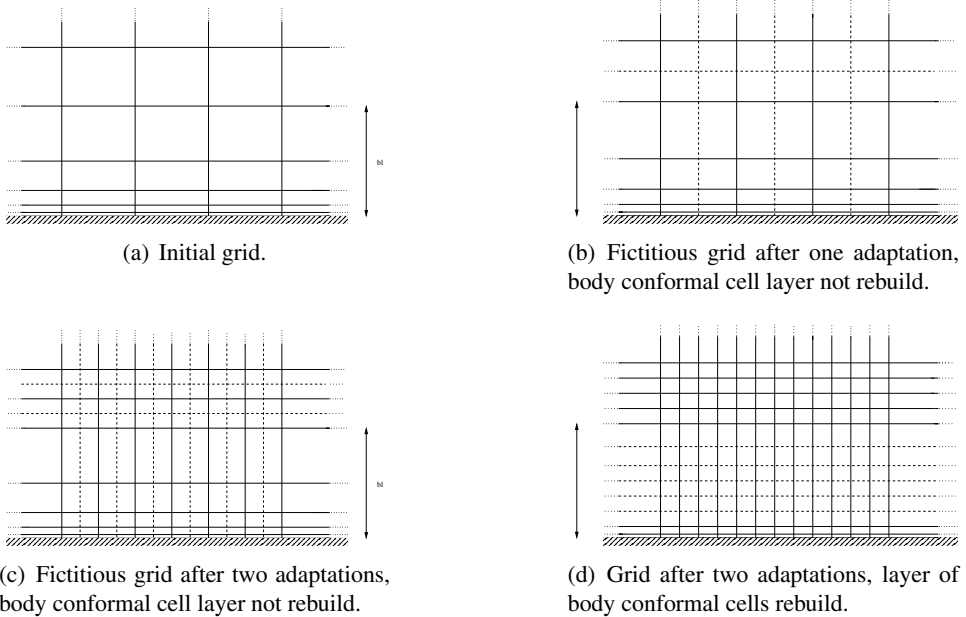 bl
(a) Initial grid.
(b) Fictitious grid after one adaptation,
body conformal cell layer not rebuild.
bl
(c) Fictitious grid after two adaptations,
body conformal cell layer not rebuild.
(d) Grid after two adaptations, layer of
body conformal cells rebuild.